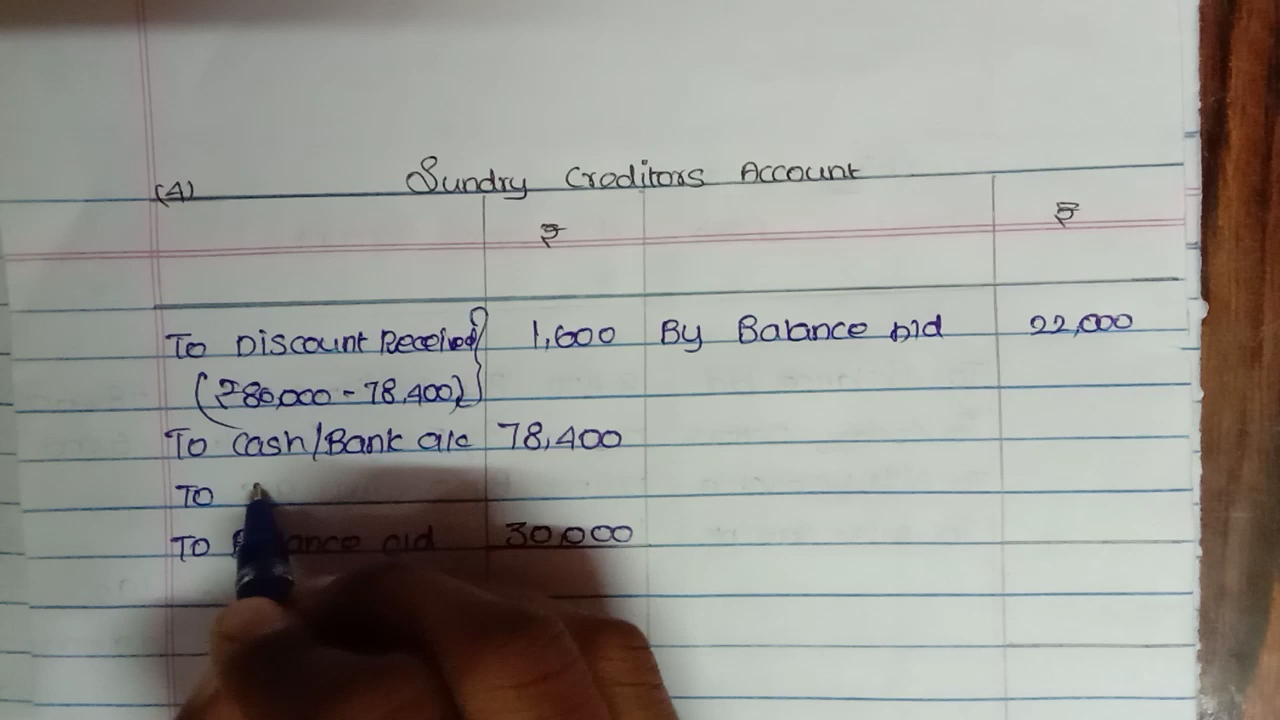 (4) Sundry Creditors Account
₹ ₹
To Discount Received 1,600 By Balance b/d 22,000
(₹80,000 - 78,400)
To Cash/Bank a/c 78,400
To
To 30,000